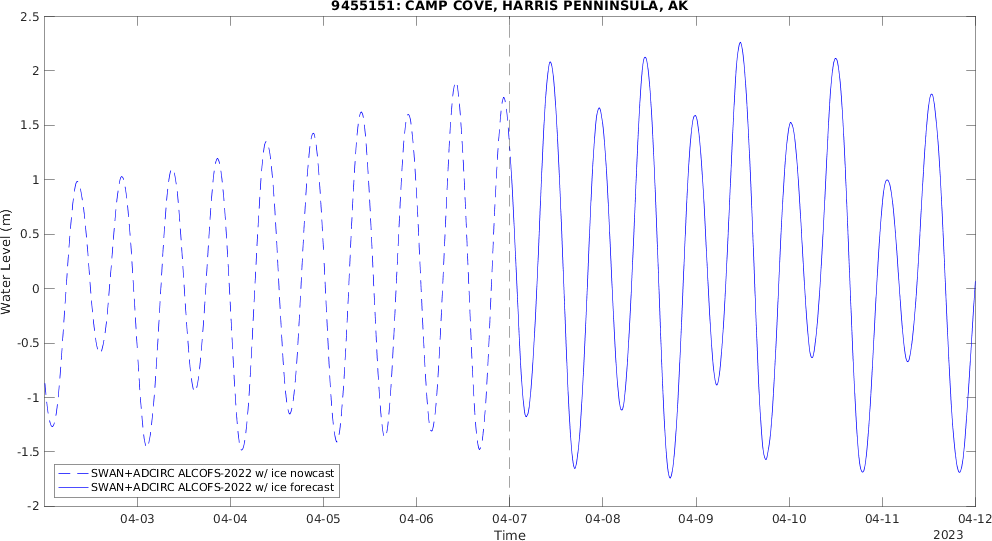 9455151: CAMP COVE, HARRIS PENNINSULA, AK
2.5
2
1.5
1
0.5
0
-0.5
-1
-1.5
-2
Water Level (m)
SWAN+ADCIRC ALCOFS-2022 w/ ice nowcast
SWAN+ADCIRC ALCOFS-2022 w/ ice forecast
04-03 04-04 04-05 04-06 04-07 04-08 04-09 04-10 04-11 04-12
Time
2023